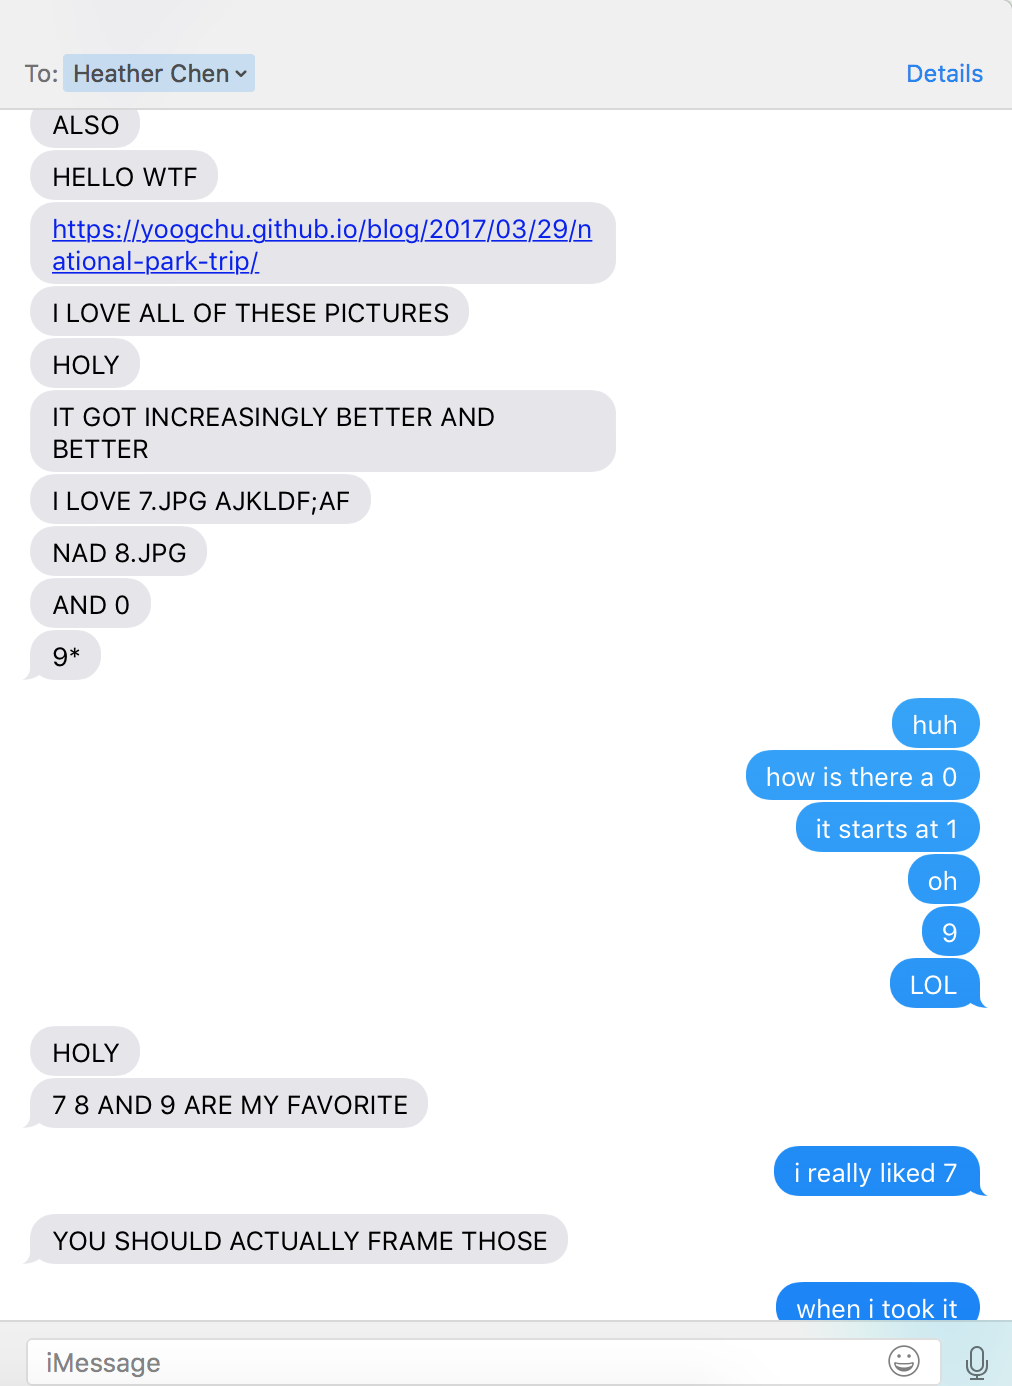 To: Heather Chen
Details
ALSO
HELLO WTF
https://yoogchu.github.io/blog/2017/03/29/n
ational-park-trip/
I LOVE ALL OF THESE PICTURES
HOLY
IT GOT INCREASINGLY BETTER AND
BETTER
I LOVE 7.JPG AJKLDF;AF
NAD 8.JPG
AND 0
9*
huh
how is there a 0
it starts at 1
oh
9
LOL
HOLY
7 8 AND 9 ARE MY FAVORITE
i really liked 7
YOU SHOULD ACTUALLY FRAME THOSE
when i took it
iMessage